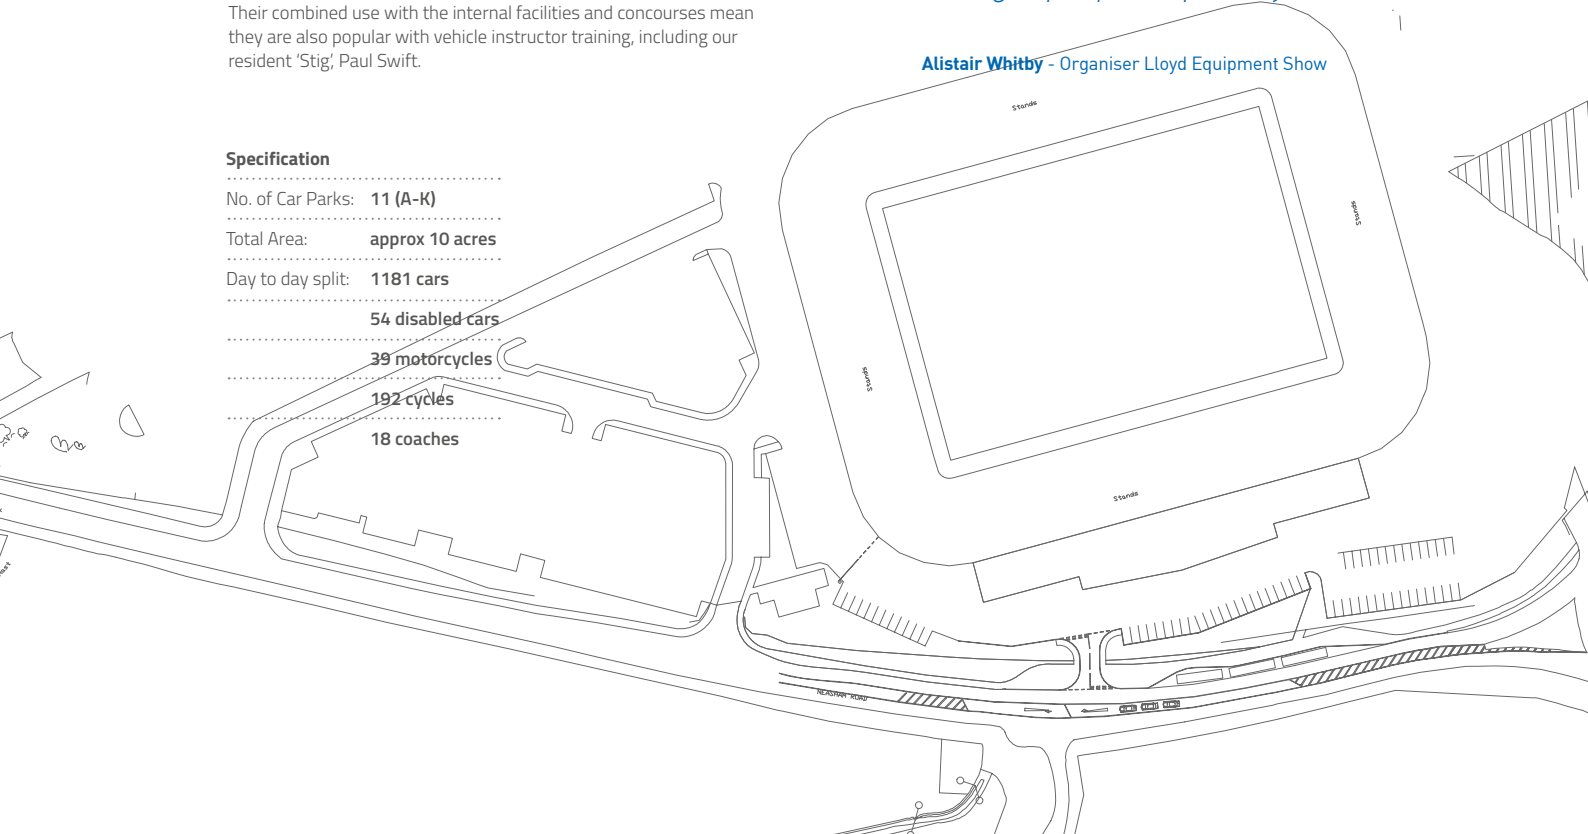 Their combined use with the internal facilities and concourses mean
they are also popular with vehicle instructor training, including our
resident ‘Stig’, Paul Swift.
Alistair Whitby - Organiser Lloyd Equipment Show
Specification
No. of Car Parks: 11 (A-K)
Total Area: approx 10 acres
Day to day split: 1181 cars
54 disabled cars
39 motorcycles
192 cycles
18 coaches
Stands
Stands
Stands
Stands
NEASHAM ROAD